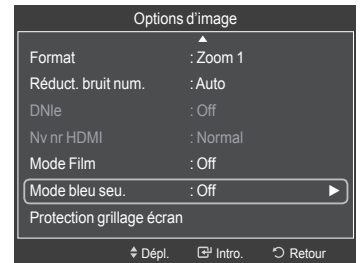 Options d'image
Format : Zoom 1
Réduct. bruit num. : Auto
DNIe : Off
Nv nr HDMI : Normal
Mode Film : Off
Mode bleu seu. : Off
Protection grillage écran
Dépl. Intro. Retour